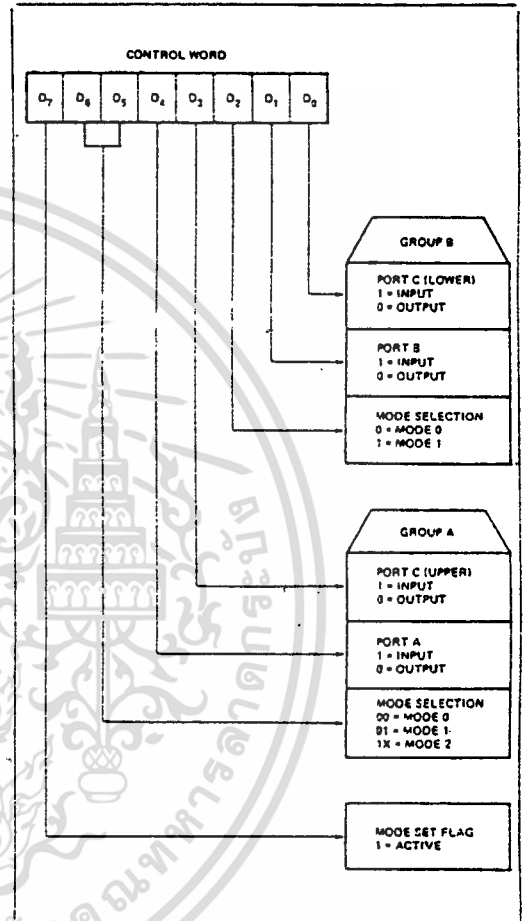 CONTROL WORD
D7 D6 D5 D4 D3 D2 D1 D0
GROUP B
PORT C (LOWER)
1 = INPUT
0 = OUTPUT
PORT B
1 = INPUT
0 = OUTPUT
MODE SELECTION
0 = MODE 0
1 = MODE 1
GROUP A
PORT C (UPPER)
1 = INPUT
0 = OUTPUT
PORT A
1 = INPUT
0 = OUTPUT
MODE SELECTION
00 = MODE 0
01 = MODE 1
1X = MODE 2
MODE SET FLAG
1 = ACTIVE